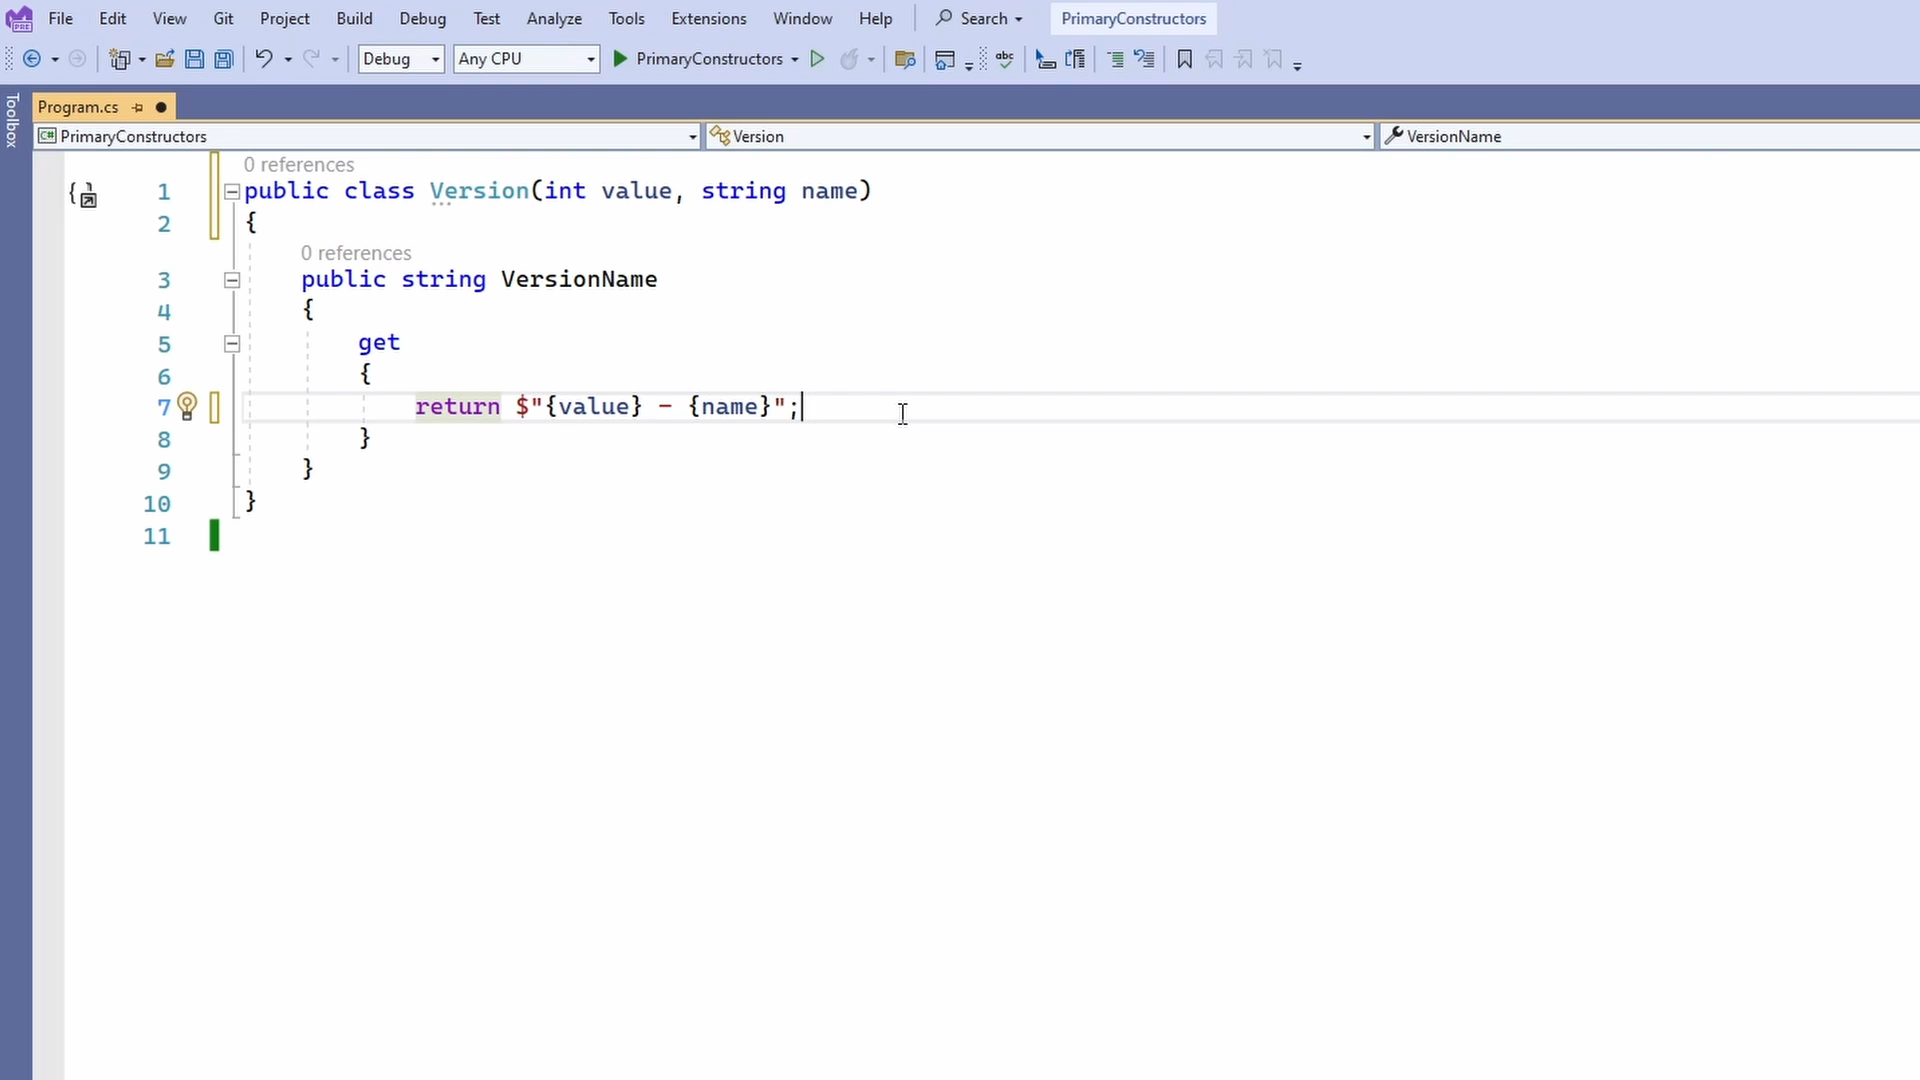 File Edit View Git Project Build Debug Test Analyze Tools Extensions Window Help Search PrimaryConstructors
Debug Any CPU PrimaryConstructors abc
Toolbox
Program.cs
C# PrimaryConstructors Version VersionName
0 references
1 public class Version(int value, string name)
2 {
0 references
3 public string VersionName
4 {
5 get
6 {
7 return $"{value} - {name}";
8 }
9 }
10 }
11